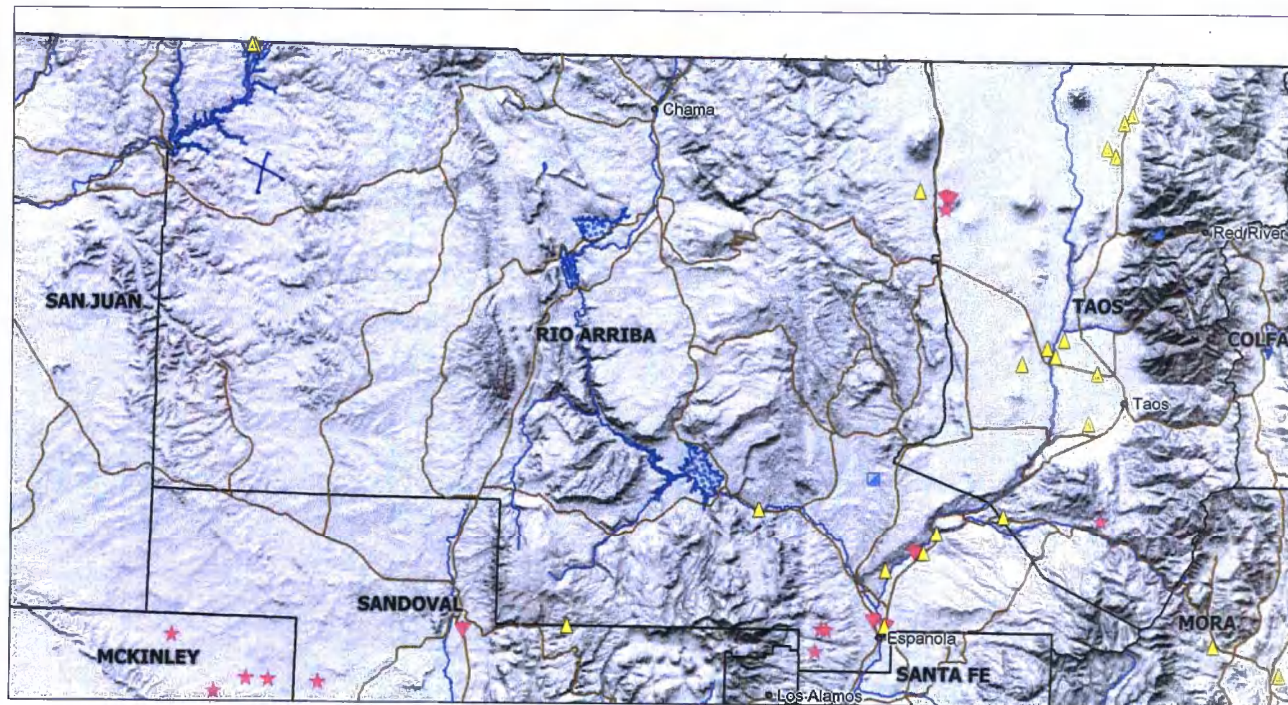 Chama
Red River
SAN JUAN
TAOS
RIO ARRIBA
COLFA
Taos
SANDOVAL
MORA
MCKINLEY
Espanola
SANTA FE
Los Alamos